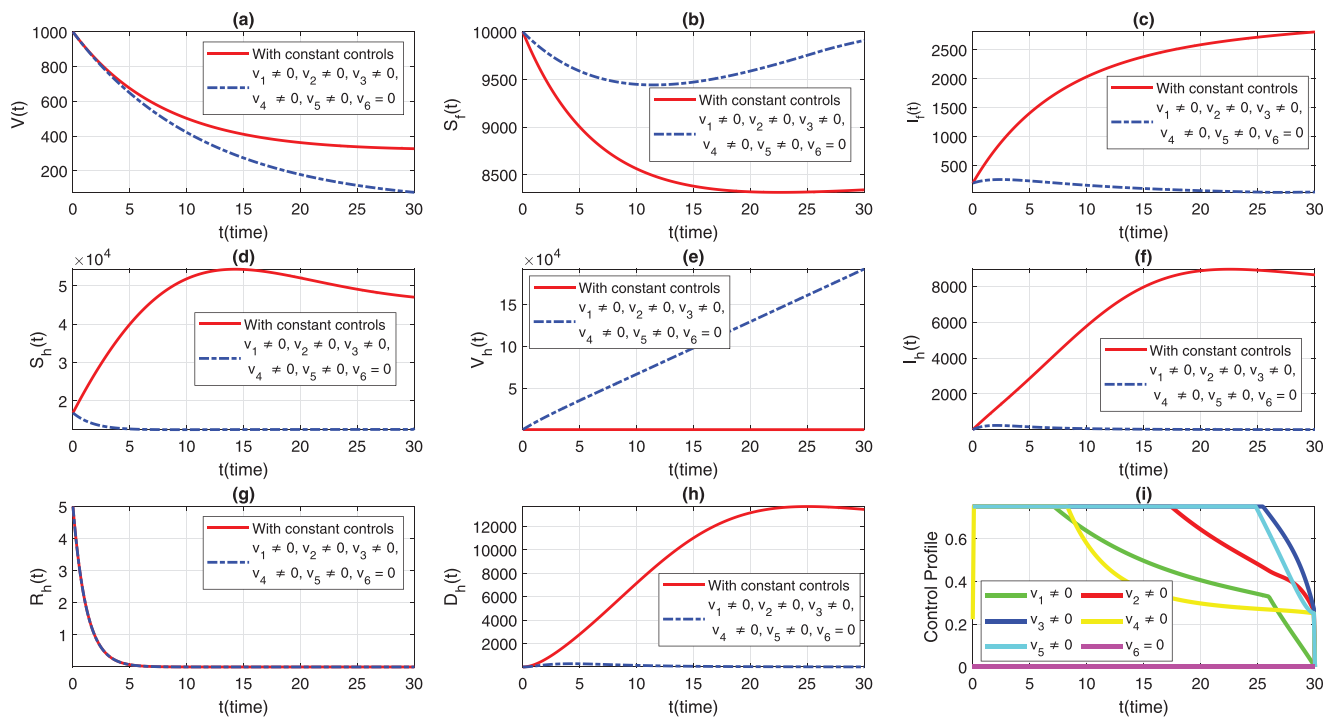 (a)
1000
800
600
400
200
V(t)
With constant controls
v1 ≠ 0, v2 ≠ 0, v3 ≠ 0,
v4 ≠ 0, v5 ≠ 0, v6 = 0
0 5 10 15 20 25 30
t(time)
(b)
10000
9500
9000
8500
Sf(t)
With constant controls
v1 ≠ 0, v2 ≠ 0, v3 ≠ 0,
v4 ≠ 0, v5 ≠ 0, v6 = 0
0 5 10 15 20 25 30
t(time)
(c)
2500
2000
1500
1000
500
If(t)
With constant controls
v1 ≠ 0, v2 ≠ 0, v3 ≠ 0,
v4 ≠ 0, v5 ≠ 0, v6 = 0
0 5 10 15 20 25 30
t(time)
(d)
×10^4
5
4
3
2
Sh(t)
With constant controls
v1 ≠ 0, v2 ≠ 0, v3 ≠ 0,
v4 ≠ 0, v5 ≠ 0, v6 = 0
0 5 10 15 20 25 30
t(time)
(e)
×10^4
15
10
5
Vh(t)
With constant controls
v1 ≠ 0, v2 ≠ 0, v3 ≠ 0,
v4 ≠ 0, v5 ≠ 0, v6 = 0
0 5 10 15 20 25 30
t(time)
(f)
8000
6000
4000
2000
Ih(t)
With constant controls
v1 ≠ 0, v2 ≠ 0, v3 ≠ 0,
v4 ≠ 0, v5 ≠ 0, v6 = 0
0 5 10 15 20 25 30
t(time)
(g)
5
4
3
2
1
Rh(t)
With constant controls
v1 ≠ 0, v2 ≠ 0, v3 ≠ 0,
v4 ≠ 0, v5 ≠ 0, v6 = 0
0 5 10 15 20 25 30
t(time)
(h)
12000
10000
8000
6000
4000
2000
Dh(t)
With constant controls
v1 ≠ 0, v2 ≠ 0, v3 ≠ 0,
v4 ≠ 0, v5 ≠ 0, v6 = 0
0 5 10 15 20 25 30
t(time)
(i)
0.6
0.4
0.2
0
Control Profile
v1 ≠ 0 v2 ≠ 0
v3 ≠ 0 v4 ≠ 0
v5 ≠ 0 v6 = 0
0 5 10 15 20 25 30
t(time)